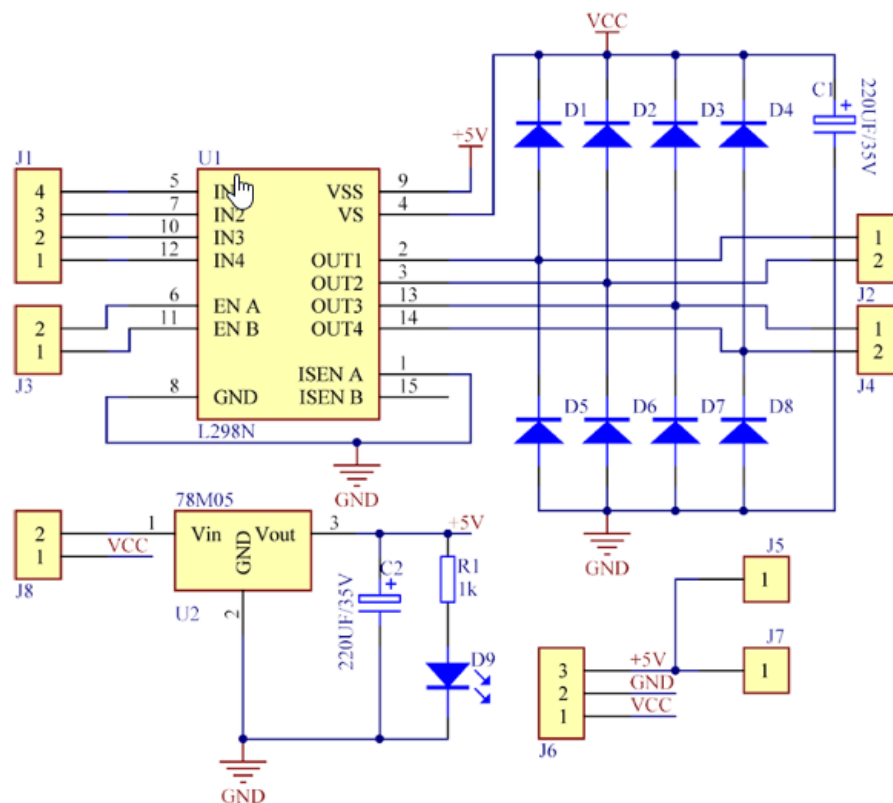 VCC
C1
220UF/35V
D1 D2 D3 D4
+5V
J1
U1
4 5 VSS 9
3 7 IN2 VS 4
2 10 IN3
1 12 IN4 OUT1 2
OUT2 3
6 EN A OUT3 13
2 11 EN B OUT4 14
1
1
2
J2
1
2
J4
J3
ISEN A 1
8 GND ISEN B 15
L298N
GND
D5 D6 D7 D8
GND
78M05
2 1 Vin Vout 3 +5V
1 VCC GND
J8
U2
2
C2
220UF/35V
R1
1k
D9
GND
J5
1
J7
1
3 +5V
2 GND
1 VCC
J6